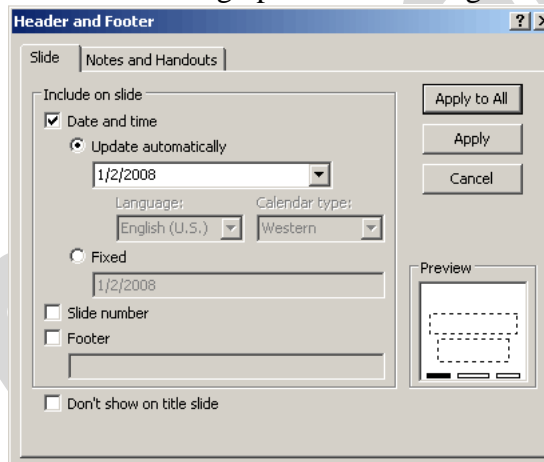 Header and Footer
Slide
Notes and Handouts
Include on slide
Date and time
Update automatically
1/2/2008
Language:
Calendar type:
English (U.S.)
Western
Fixed
1/2/2008
Slide number
Footer
Don't show on title slide
Apply to All
Apply
Cancel
Preview